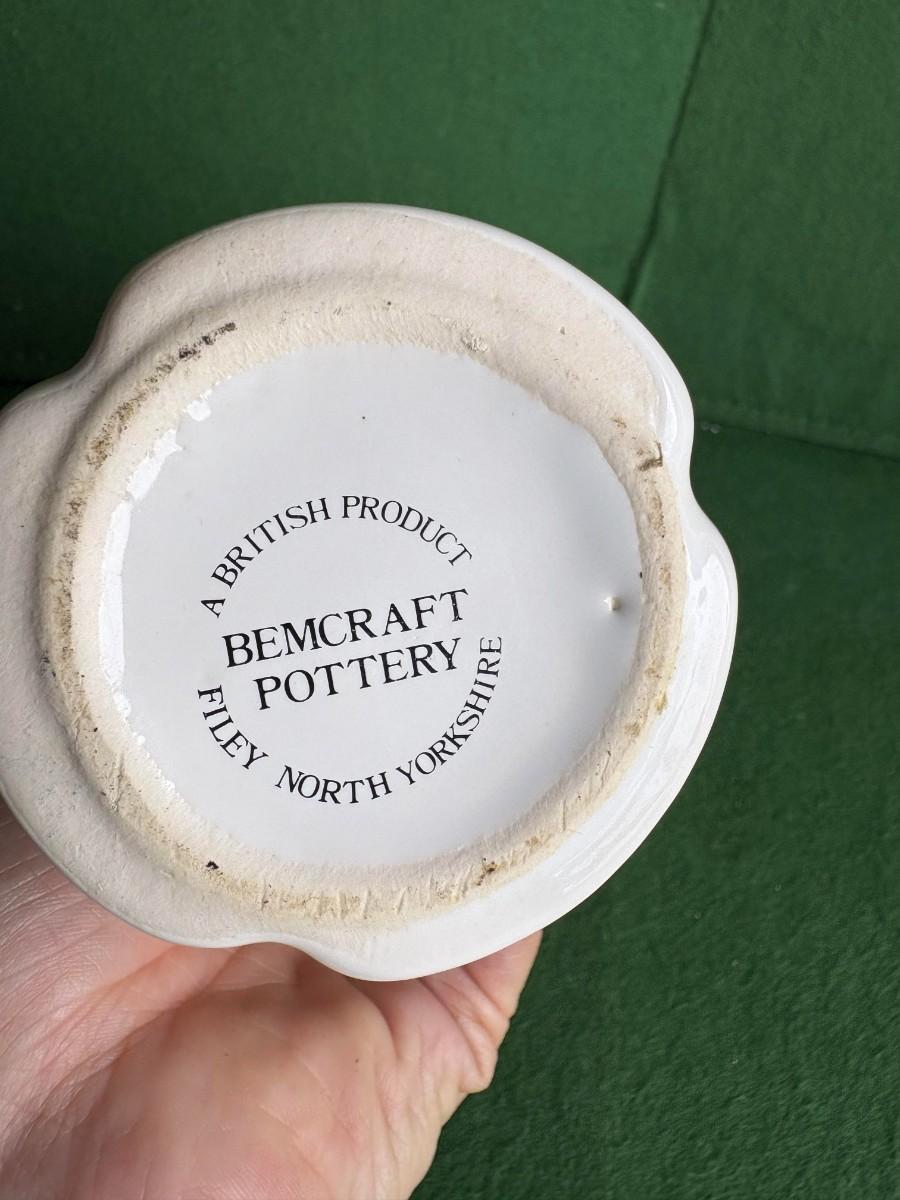 A BRITISH PRODUCT
BEMCRAFT
POTTERY
FILEY NORTH YORKSHIRE